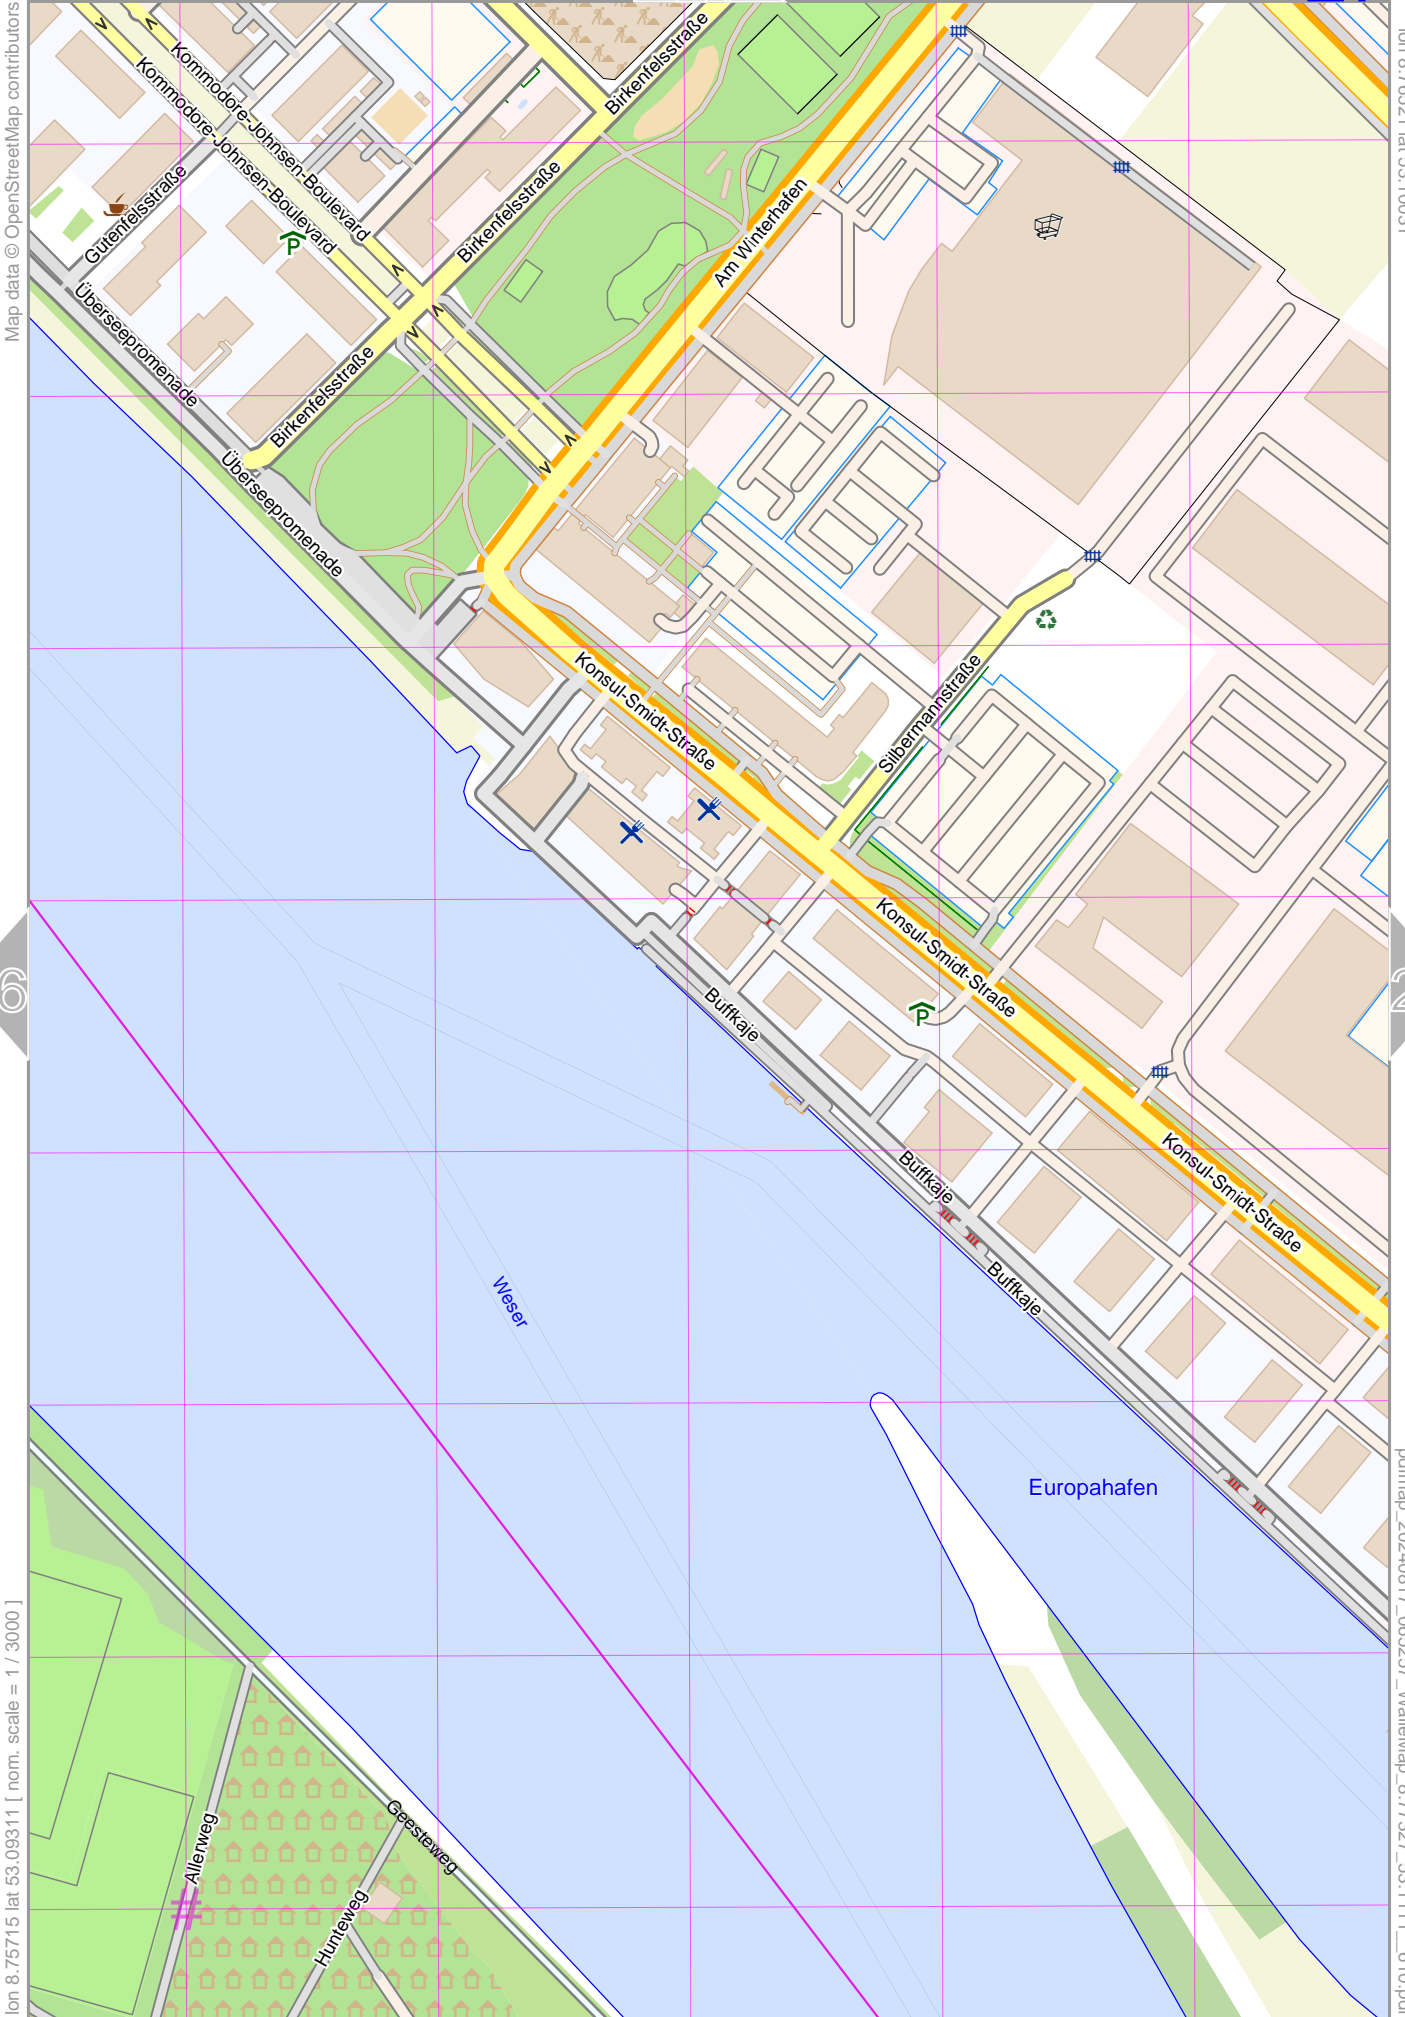 Map data © OpenStreetMap contributors
Kommodore-Johnsen-Boulevard
Kommodore-Johnsen-Boulevard
Birkenfelsstraße
Birkenfelsstraße
Birkenfelsstraße
Gutenfelsstraße
Überseepromenade
Überseepromenade
Am Winterhafen
P
Konsul-Smidt-Straße
Silbermannstraße
Konsul-Smidt-Straße
6
Buffkaje
P
Buffkaje
Konsul-Smidt-Straße
Buffkaje
Weser
Europahafen
Allerweg
Geesteweg
Hunteweg
lon 8.75715 lat 53.09311 [ nom. scale = 1 / 3000 ]